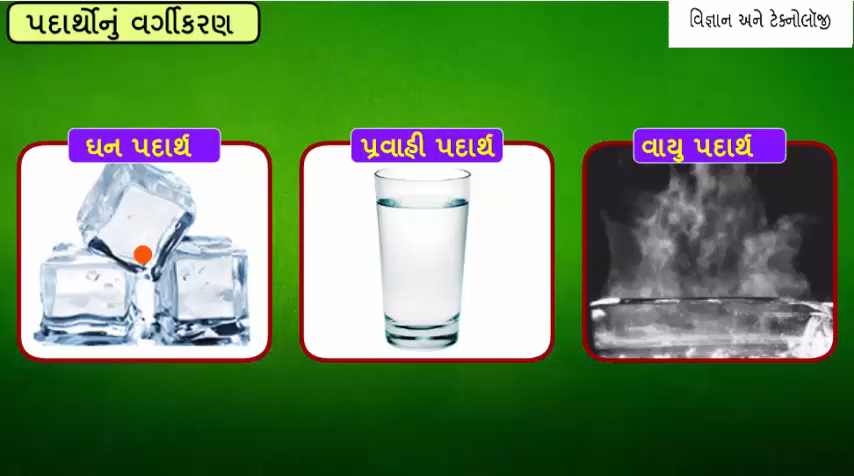 પદાર્થોનું વર્ગીકરણ
વિજ્ઞાન અને ટેક્નોલૉજી
ઘન પદાર્થ
પ્રવાહી પદાર્થ
વાયુ પદાર્થ